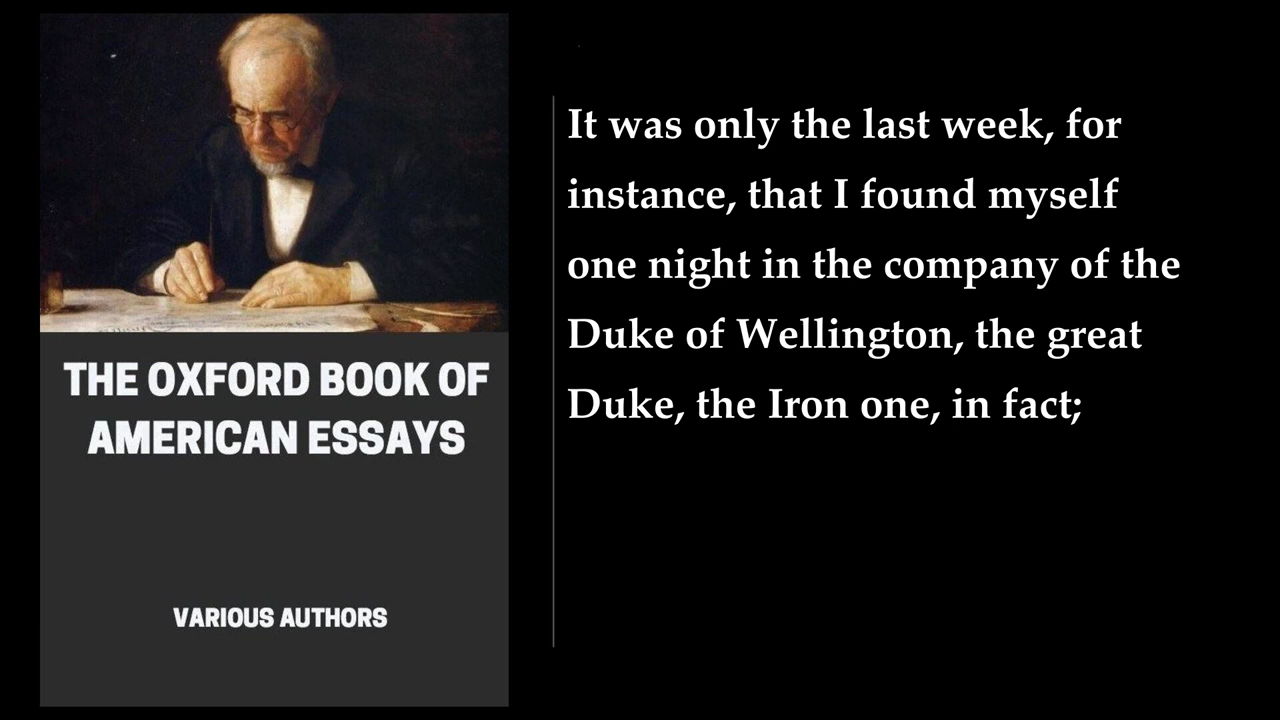 THE OXFORD BOOK OF
AMERICAN ESSAYS
VARIOUS AUTHORS
It was only the last week, for
instance, that I found myself
one night in the company of the
Duke of Wellington, the great
Duke, the Iron one, in fact;